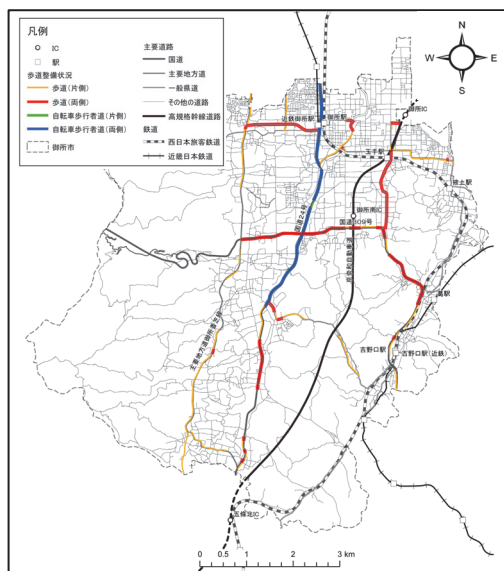 凡例
IC
駅
歩道整備状況
歩道(片側)
歩道(両側)
自転車歩行者道(片側)
自転車歩行者道(両側)
御所市
主要道路
国道
主要地方道
一般県道
その他の道路
高規格幹線道路
鉄道
西日本旅客鉄道
近畿日本鉄道
N
W
E
S
御所IC
近鉄御所駅
御所駅
玉手駅
掖上駅
国道24号
御所南IC
国道309号
京奈和自動車道
葛駅
吉野口駅
吉野口駅(近鉄)
主要地方道御所香芝線
五條北IC
0 0.5 1 2 3 km